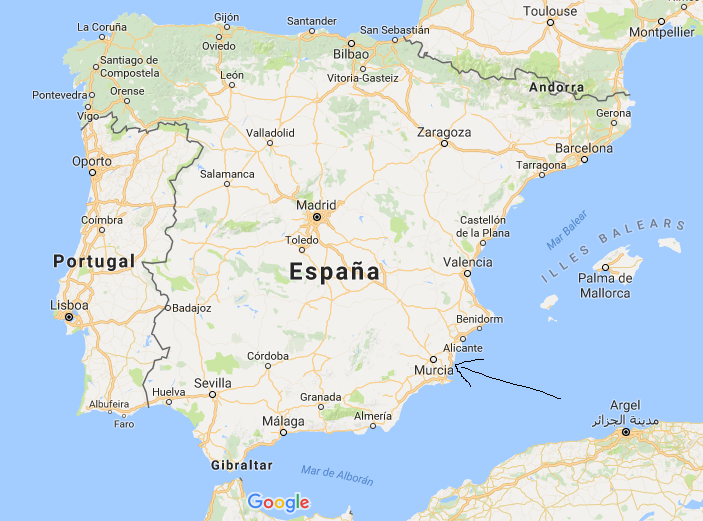 Toulouse
Montpellier
La Coruña
Gijón
Santander
San Sebastián
Oviedo
Bilbao
Santiago de
Compostela
León
Vitoria-Gasteiz
Andorra
Pontevedra
Orense
Vigo
Gerona
Valladolid
Zaragoza
Barcelona
Oporto
Salamanca
Tarragona
Madrid
Coimbra
Toledo
Castellón
de la Plana
Mar Balear
ILLES BALEARS
Portugal
España
Valencia
Palma de
Mallorca
Lisboa
Badajoz
Benidorm
Alicante
Córdoba
Murcia
Sevilla
Huelva
Granada
Albufeira
Faro
Málaga
Almería
Argel
مدينة الجزائر
Gibraltar
Mar de Alborán
Google